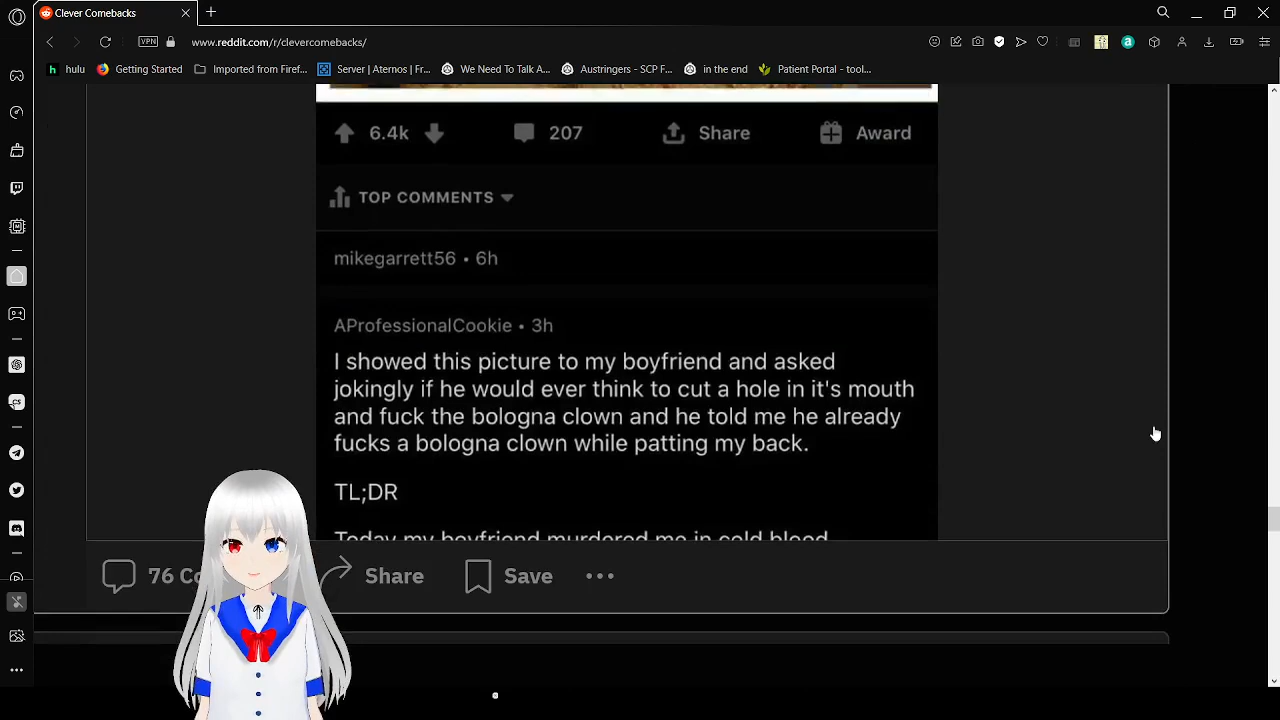 Clever Comebacks
VPN www.reddit.com/r/clevercomebacks/
hulu Getting Started Imported from Firef... Server | Aternos | Fr... We Need To Talk A... Austringers - SCP F... in the end Patient Portal - tool...
6.4k 207 Share Award
TOP COMMENTS
mikegarrett56 • 6h
AProfessionalCookie • 3h
I showed this picture to my boyfriend and asked
jokingly if he would ever think to cut a hole in it's mouth
and fuck the bologna clown and he told me he already
fucks a bologna clown while patting my back.
TL;DR
Today my boyfriend murdered me in cold blood
76 Co Share Save